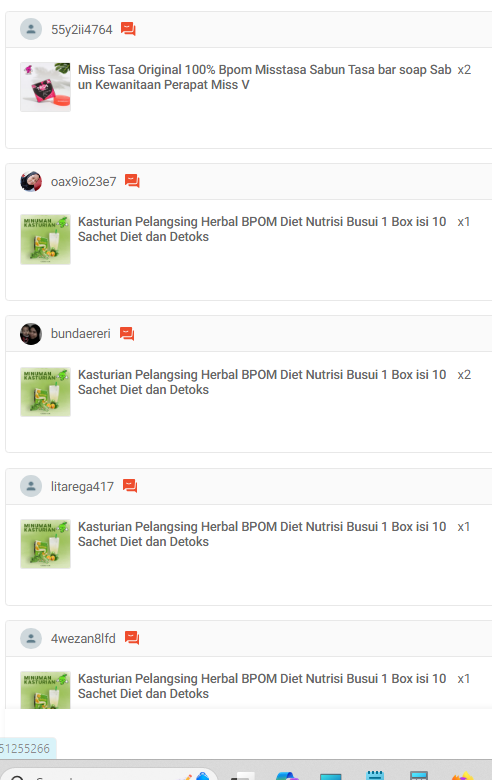 55y2ii4764
Miss Tasa Original 100% Bpom Misstasa Sabun Tasa bar soap Sab x2
un Kewanitaan Perapat Miss V
oax9io23e7
MINUMAN
KASTURIAN
Kasturian Pelangsing Herbal BPOM Diet Nutrisi Busui 1 Box isi 10 x1
Sachet Diet dan Detoks
bundaereri
MINUMAN
KASTURIAN
Kasturian Pelangsing Herbal BPOM Diet Nutrisi Busui 1 Box isi 10 x2
Sachet Diet dan Detoks
litarega417
MINUMAN
KASTURIAN
Kasturian Pelangsing Herbal BPOM Diet Nutrisi Busui 1 Box isi 10 x1
Sachet Diet dan Detoks
4wezan8lfd
MINUMAN
KASTURIAN
Kasturian Pelangsing Herbal BPOM Diet Nutrisi Busui 1 Box isi 10 x1
Sachet Diet dan Detoks
51255266